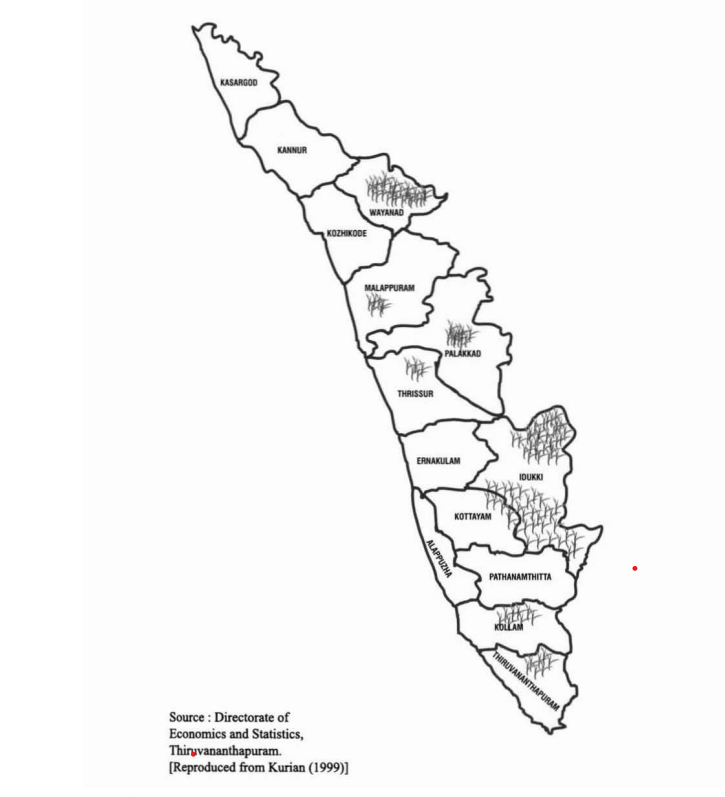 KASARGOD
KANNUR
WAYANAD
KOZHIKODE
MALAPPURAM
PALAKKAD
THRISSUR
ERNAKULAM
IDUKKI
KOTTAYAM
ALAPPUZHA
PATHANAMTHITTA
KOLLAM
THIRUVANANTHAPURAM
Source : Directorate of
Economics and Statistics,
Thiruvananthapuram.
[Reproduced from Kurian (1999)]